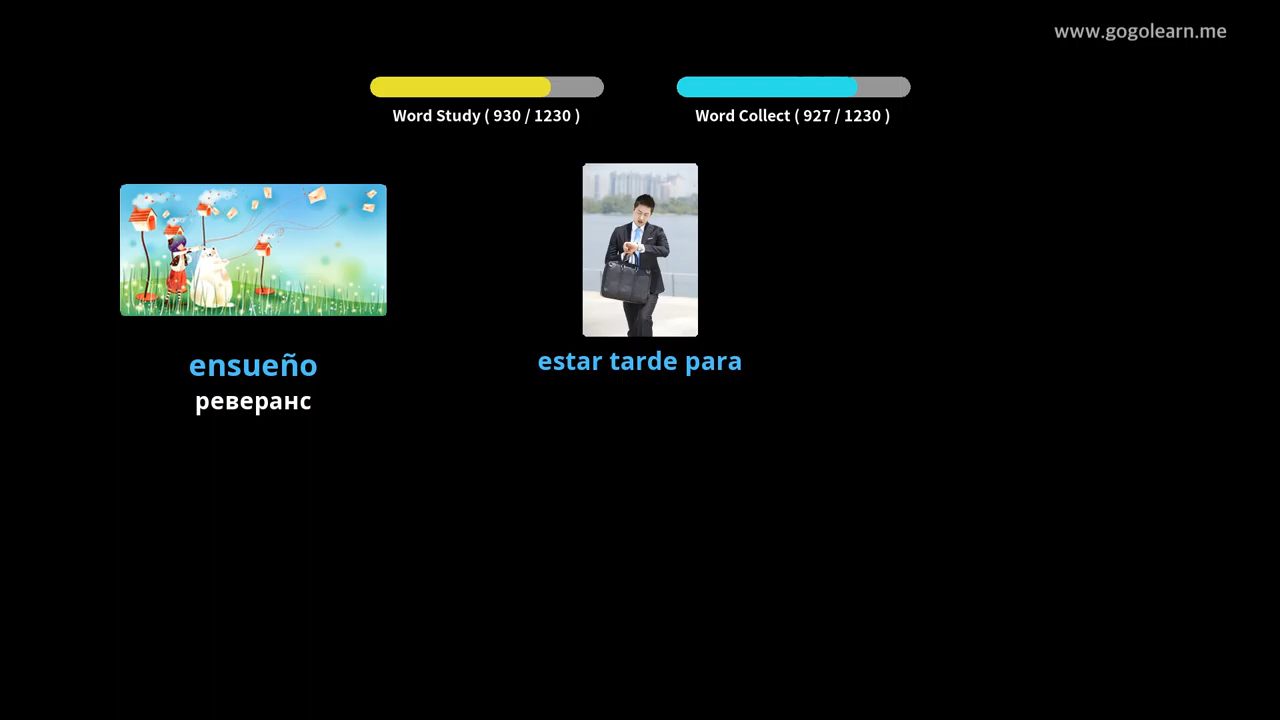 www.gogolearn.me
Word Study ( 930 / 1230 )
Word Collect ( 927 / 1230 )
ensueño
реверанс
estar tarde para